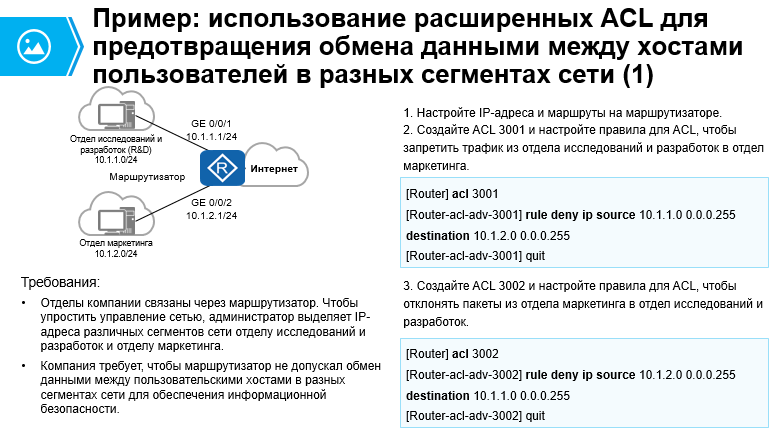 Пример: использование расширенных ACL для
предотвращения обмена данными между хостами
пользователей в разных сегментах сети (1)
GE 0/0/1
10.1.1.1/24
Отдел исследований и
разработок (R&D)
10.1.1.0/24
Маршрутизатор
R
Интернет
GE 0/0/2
10.1.2.1/24
Отдел маркетинга
10.1.2.0/24
Требования:
• Отделы компании связаны через маршрутизатор. Чтобы
упростить управление сетью, администратор выделяет IP-
адреса различных сегментов сети отделу исследований и
разработок и отделу маркетинга.
• Компания требует, чтобы маршрутизатор не допускал обмен
данными между пользовательскими хостами в разных
сегментах сети для обеспечения информационной
безопасности.
1. Настройте IP-адреса и маршруты на маршрутизаторе.
2. Создайте ACL 3001 и настройте правила для ACL, чтобы
запретить трафик из отдела исследований и разработок в отдел
маркетинга.
[Router] acl 3001
[Router-acl-adv-3001] rule deny ip source 10.1.1.0 0.0.0.255
destination 10.1.2.0 0.0.0.255
[Router-acl-adv-3001] quit
3. Создайте ACL 3002 и настройте правила для ACL, чтобы
отклонять пакеты из отдела маркетинга в отдел исследований и
разработок.
[Router] acl 3002
[Router-acl-adv-3002] rule deny ip source 10.1.2.0 0.0.0.255
destination 10.1.1.0 0.0.0.255
[Router-acl-adv-3002] quit